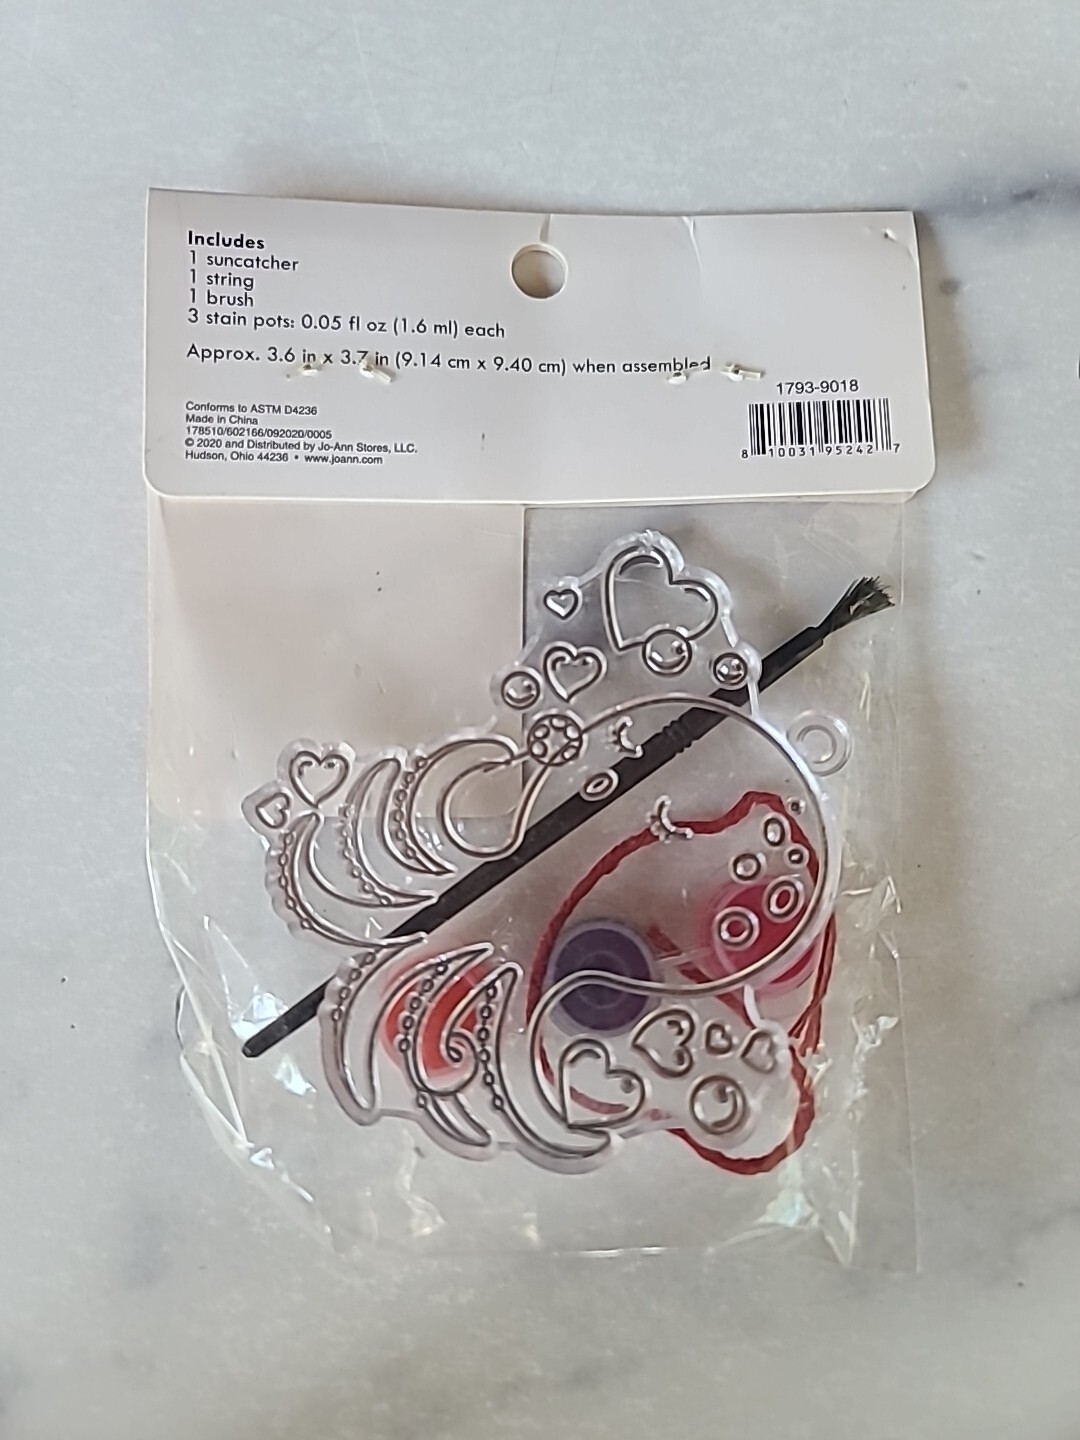 Includes
1 suncatcher
1 string
1 brush
3 stain pots: 0.05 fl oz (1.6 ml) each
Approx. 3.6 in x 3.7 in (9.14 cm x 9.40 cm) when assembled
Conforms to ASTM D4236
Made in China
178510/602166/092020/0005
© 2020 and Distributed by Jo-Ann Stores, LLC.
Hudson, Ohio 44236 • www.joann.com
1793-9018
8 10031 95242 7